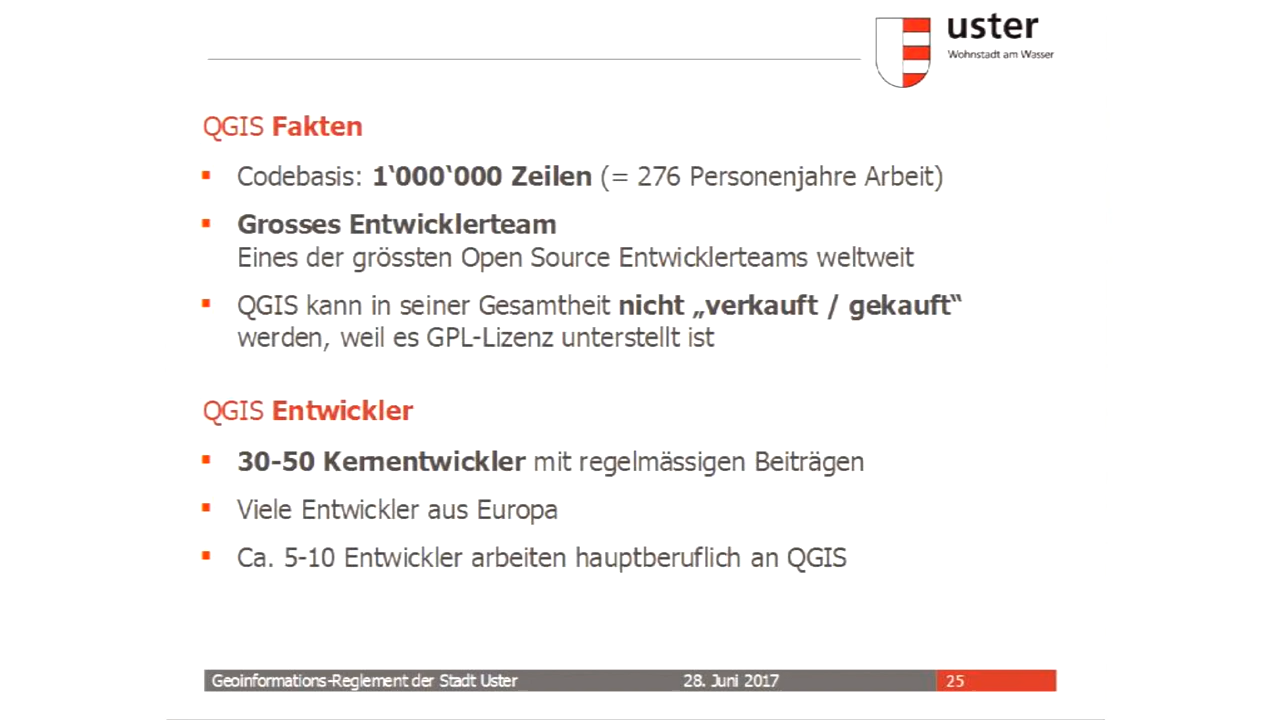 uster
Wohnstadt am Wasser
QGIS Fakten
Codebasis: 1‘000‘000 Zeilen (= 276 Personenjahre Arbeit)
Grosses Entwicklerteam
Eines der grössten Open Source Entwicklerteams weltweit
QGIS kann in seiner Gesamtheit nicht „verkauft / gekauft“
werden, weil es GPL-Lizenz unterstellt ist
QGIS Entwickler
30-50 Kernentwickler mit regelmässigen Beiträgen
Viele Entwickler aus Europa
Ca. 5-10 Entwickler arbeiten hauptberuflich an QGIS
Geoinformations-Reglement der Stadt Uster 28. Juni 2017 25